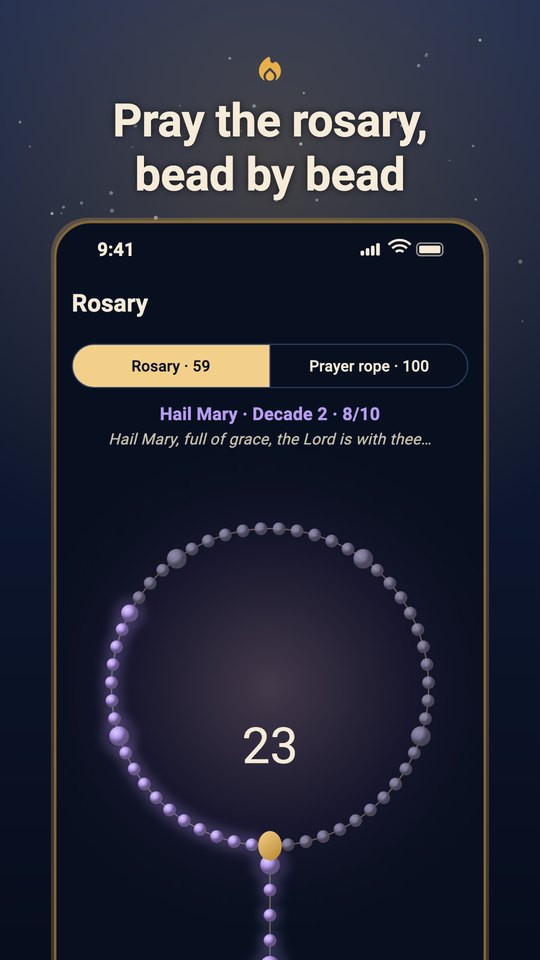 Pray the rosary,
bead by bead
9:41
Rosary
Rosary · 59
Prayer rope · 100
Hail Mary · Decade 2 · 8/10
Hail Mary, full of grace, the Lord is with thee…
23